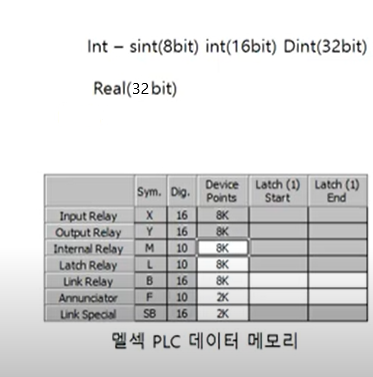 Int – sint(8bit) int(16bit) Dint(32bit)
Real(32bit)
Sym. Dig. Device Points Latch (1) Start Latch (1) End
Input Relay X 16 8K
Output Relay Y 16 8K
Internal Relay M 10 8K
Latch Relay L 10 8K
Link Relay B 16 8K
Annunciator F 10 2K
Link Special SB 16 2K
멜섹 PLC 데이터 메모리